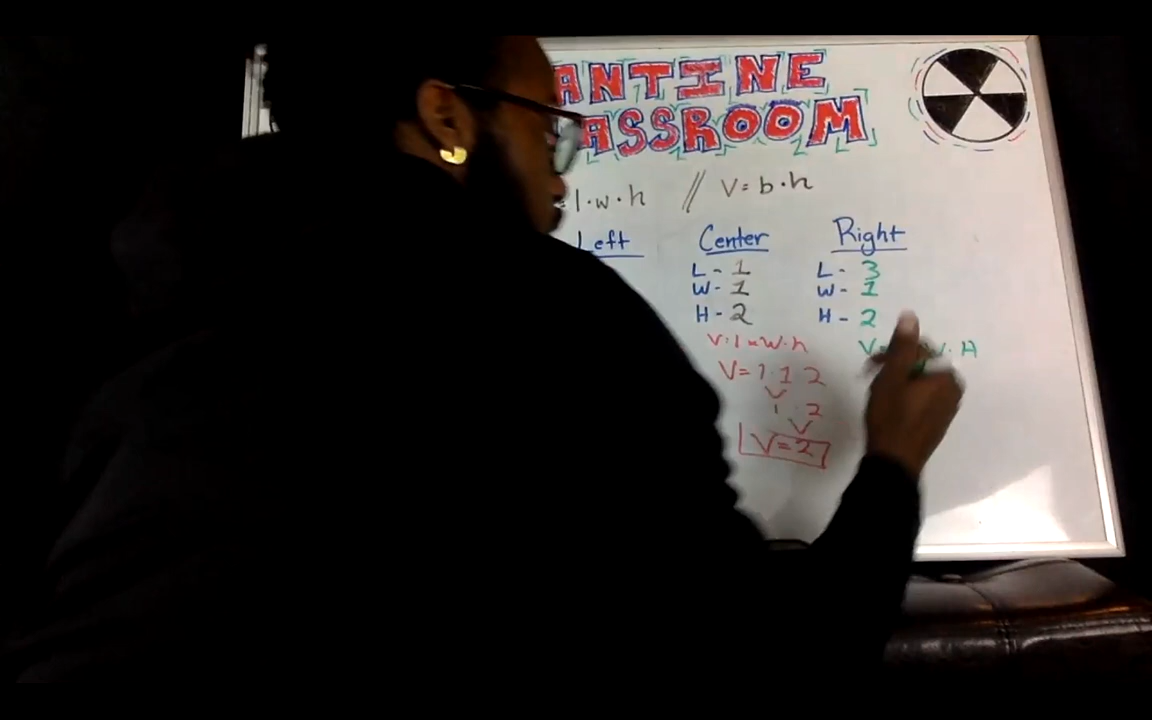 ANTINE
ASSROOM
= l·w·h // V = b·h
Left
Center
L - 1
W - 1
H - 2
V = 1 · 1 2
1 · 2
V = 2
Right
L - 3
W - 1
H - 2